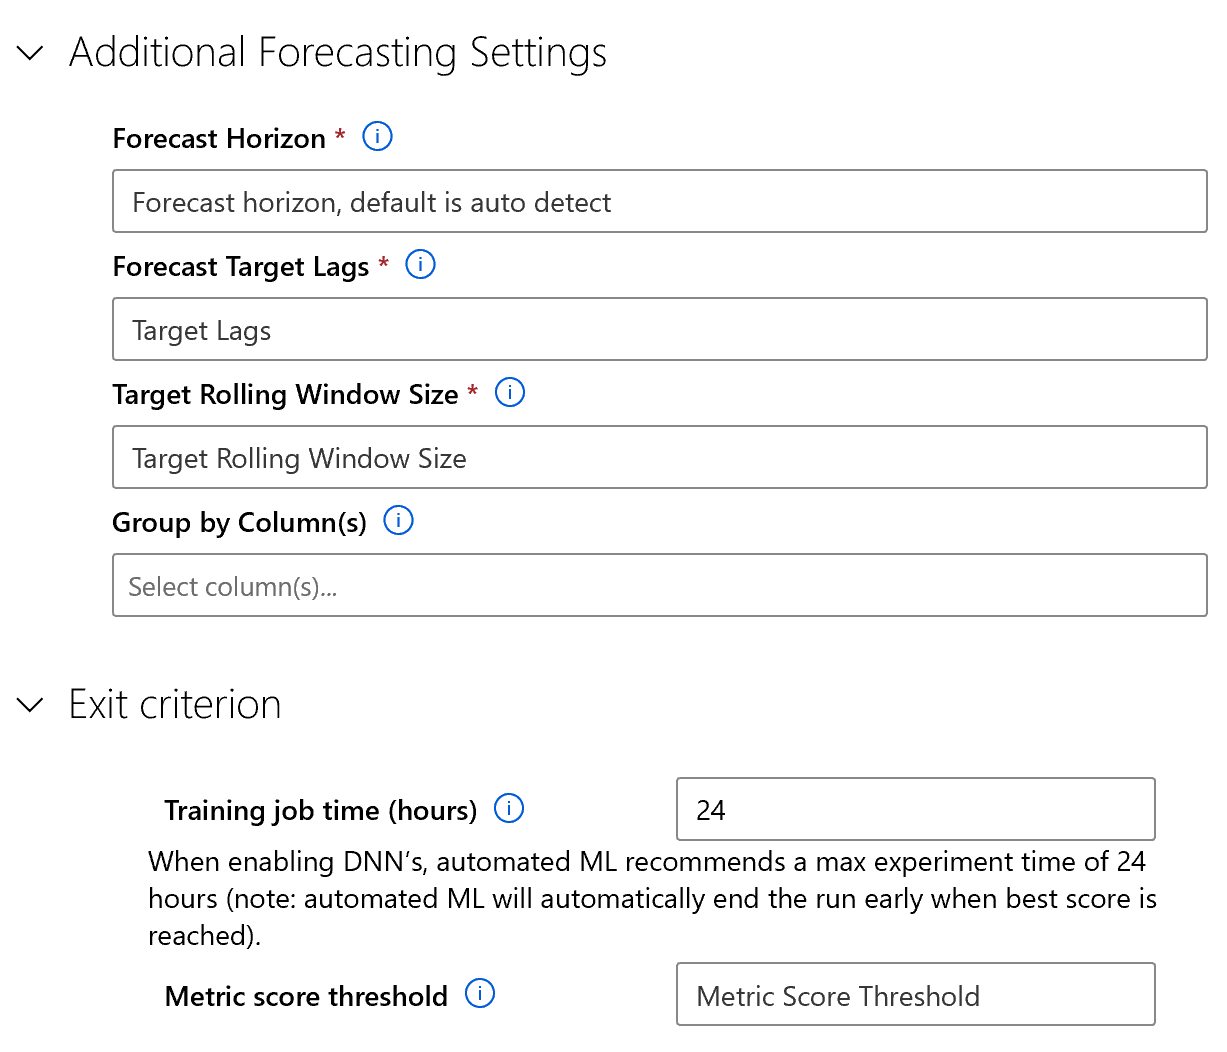 Additional Forecasting Settings
Forecast Horizon *
Forecast horizon, default is auto detect
Forecast Target Lags *
Target Lags
Target Rolling Window Size *
Target Rolling Window Size
Group by Column(s)
Select column(s)...
Exit criterion
Training job time (hours)
24
When enabling DNN’s, automated ML recommends a max experiment time of 24
hours (note: automated ML will automatically end the run early when best score is
reached).
Metric score threshold
Metric Score Threshold